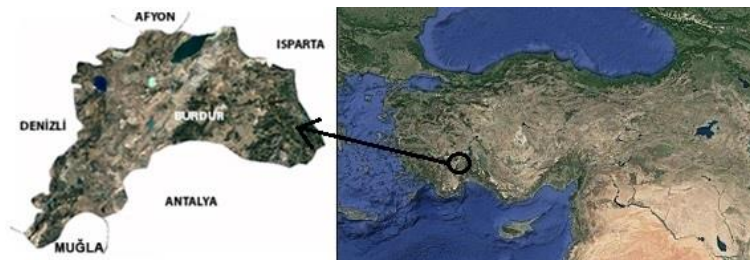 AFYON
ISPARTA
DENİZLİ
BURDUR
ANTALYA
MUĞLA